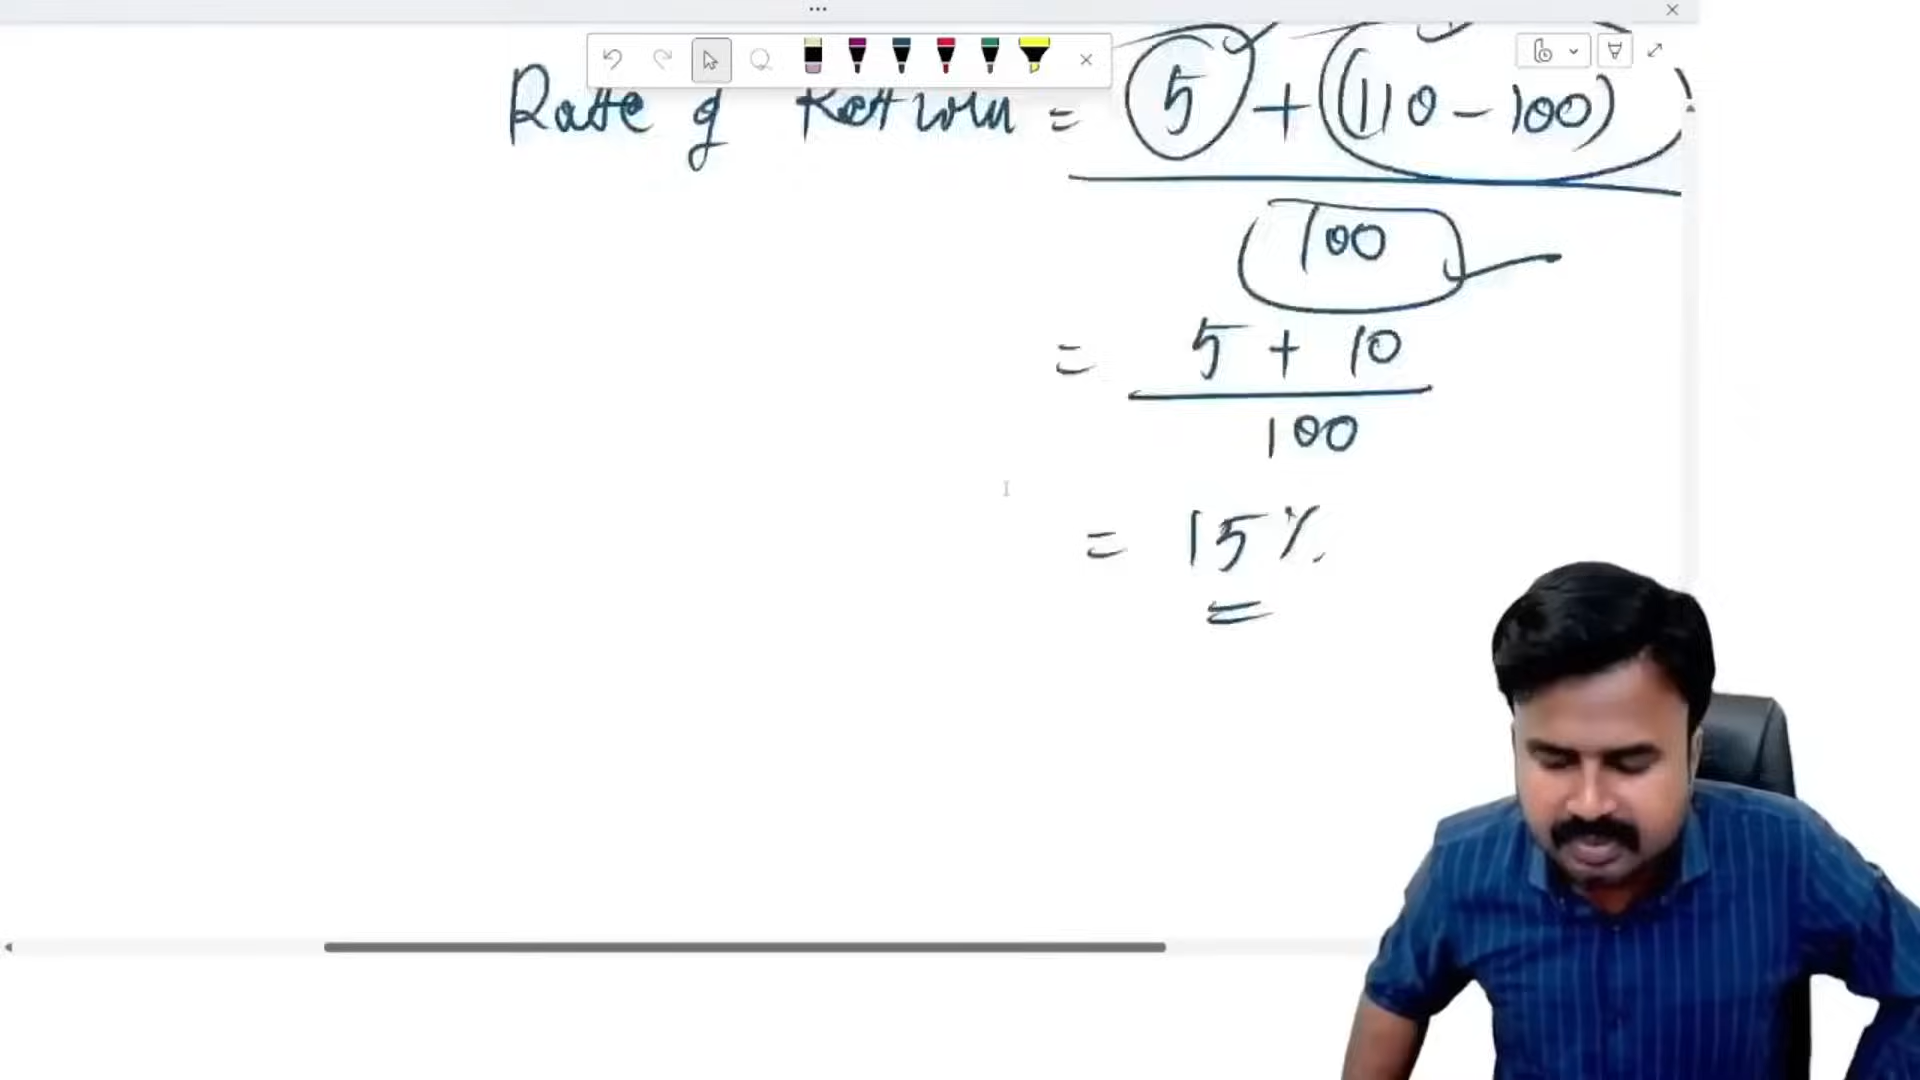 Rate of Return = 5 + (110 - 100)
100
= 5 + 10
100
= 15%